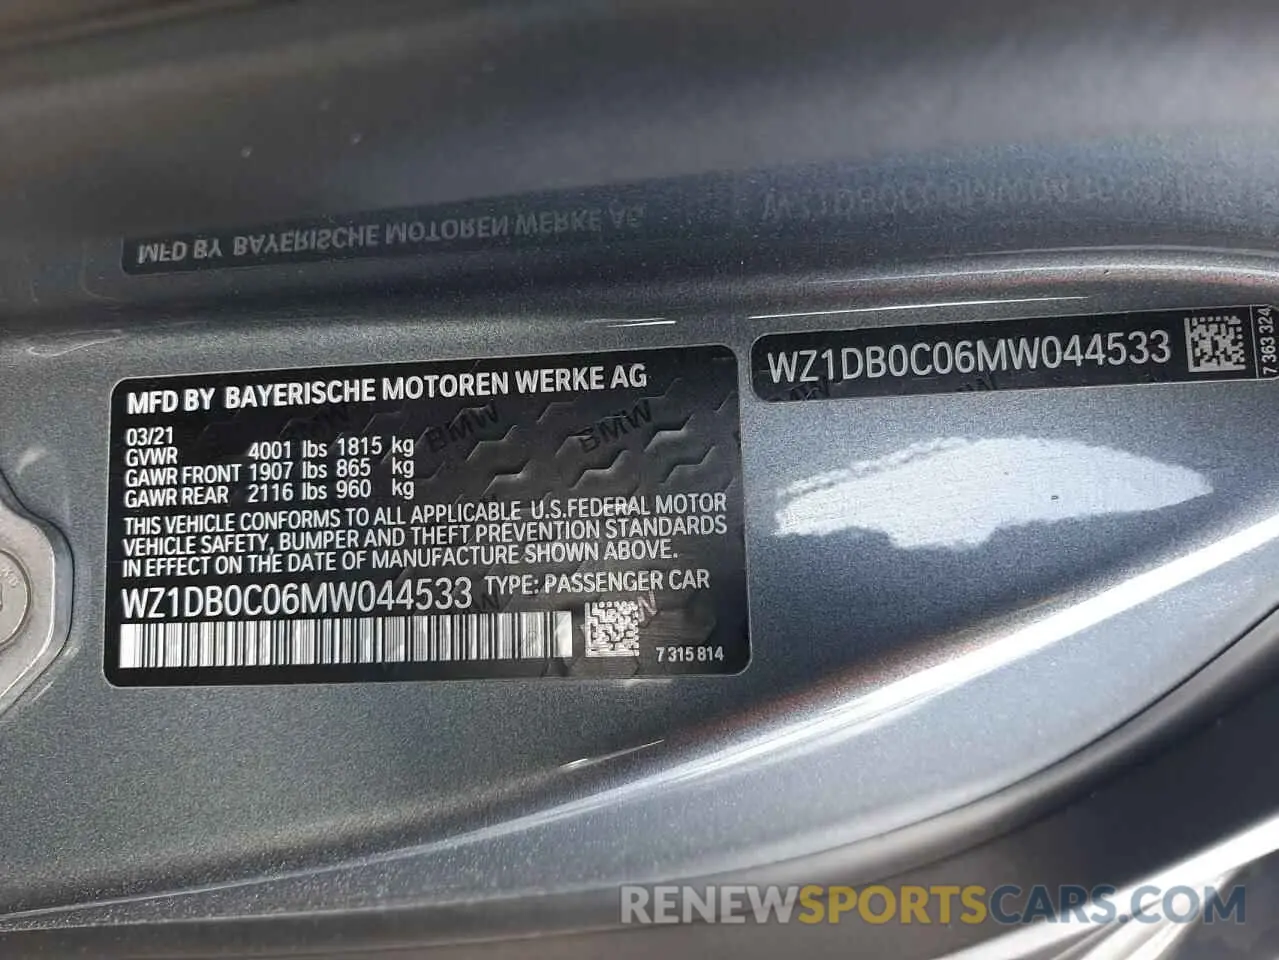 MFD BY BAYERISCHE MOTOREN WERKE AG
WZ1DB0C06MW044533
7 363 324
MFD BY BAYERISCHE MOTOREN WERKE AG
03/21
GVWR 4001 lbs 1815 kg
GAWR FRONT 1907 lbs 865 kg
GAWR REAR 2116 lbs 960 kg
THIS VEHICLE CONFORMS TO ALL APPLICABLE U.S.FEDERAL MOTOR
VEHICLE SAFETY, BUMPER AND THEFT PREVENTION STANDARDS
IN EFFECT ON THE DATE OF MANUFACTURE SHOWN ABOVE.
WZ1DB0C06MW044533 TYPE: PASSENGER CAR
7 315 814
BMW
BMW
RENEWSPORTSCARS.COM